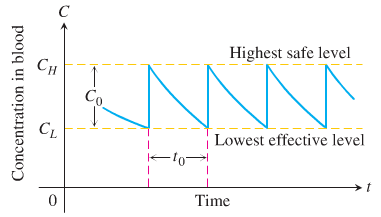 C
Concentration in blood
Highest safe level
C_H
C_0
C_L
Lowest effective level
t_0
t
0
Time